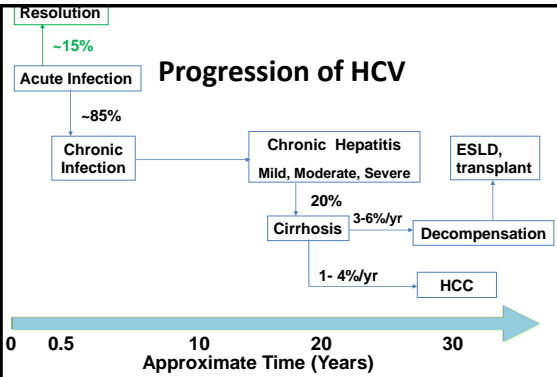 Resolution
~15%
Progression of HCV
Acute Infection
~85%
Chronic
Infection
Chronic Hepatitis
Mild, Moderate, Severe
ESLD,
transplant
20%
3-6%/yr
Cirrhosis
Decompensation
1- 4%/yr
HCC
0 0.5 10 20 30
Approximate Time (Years)